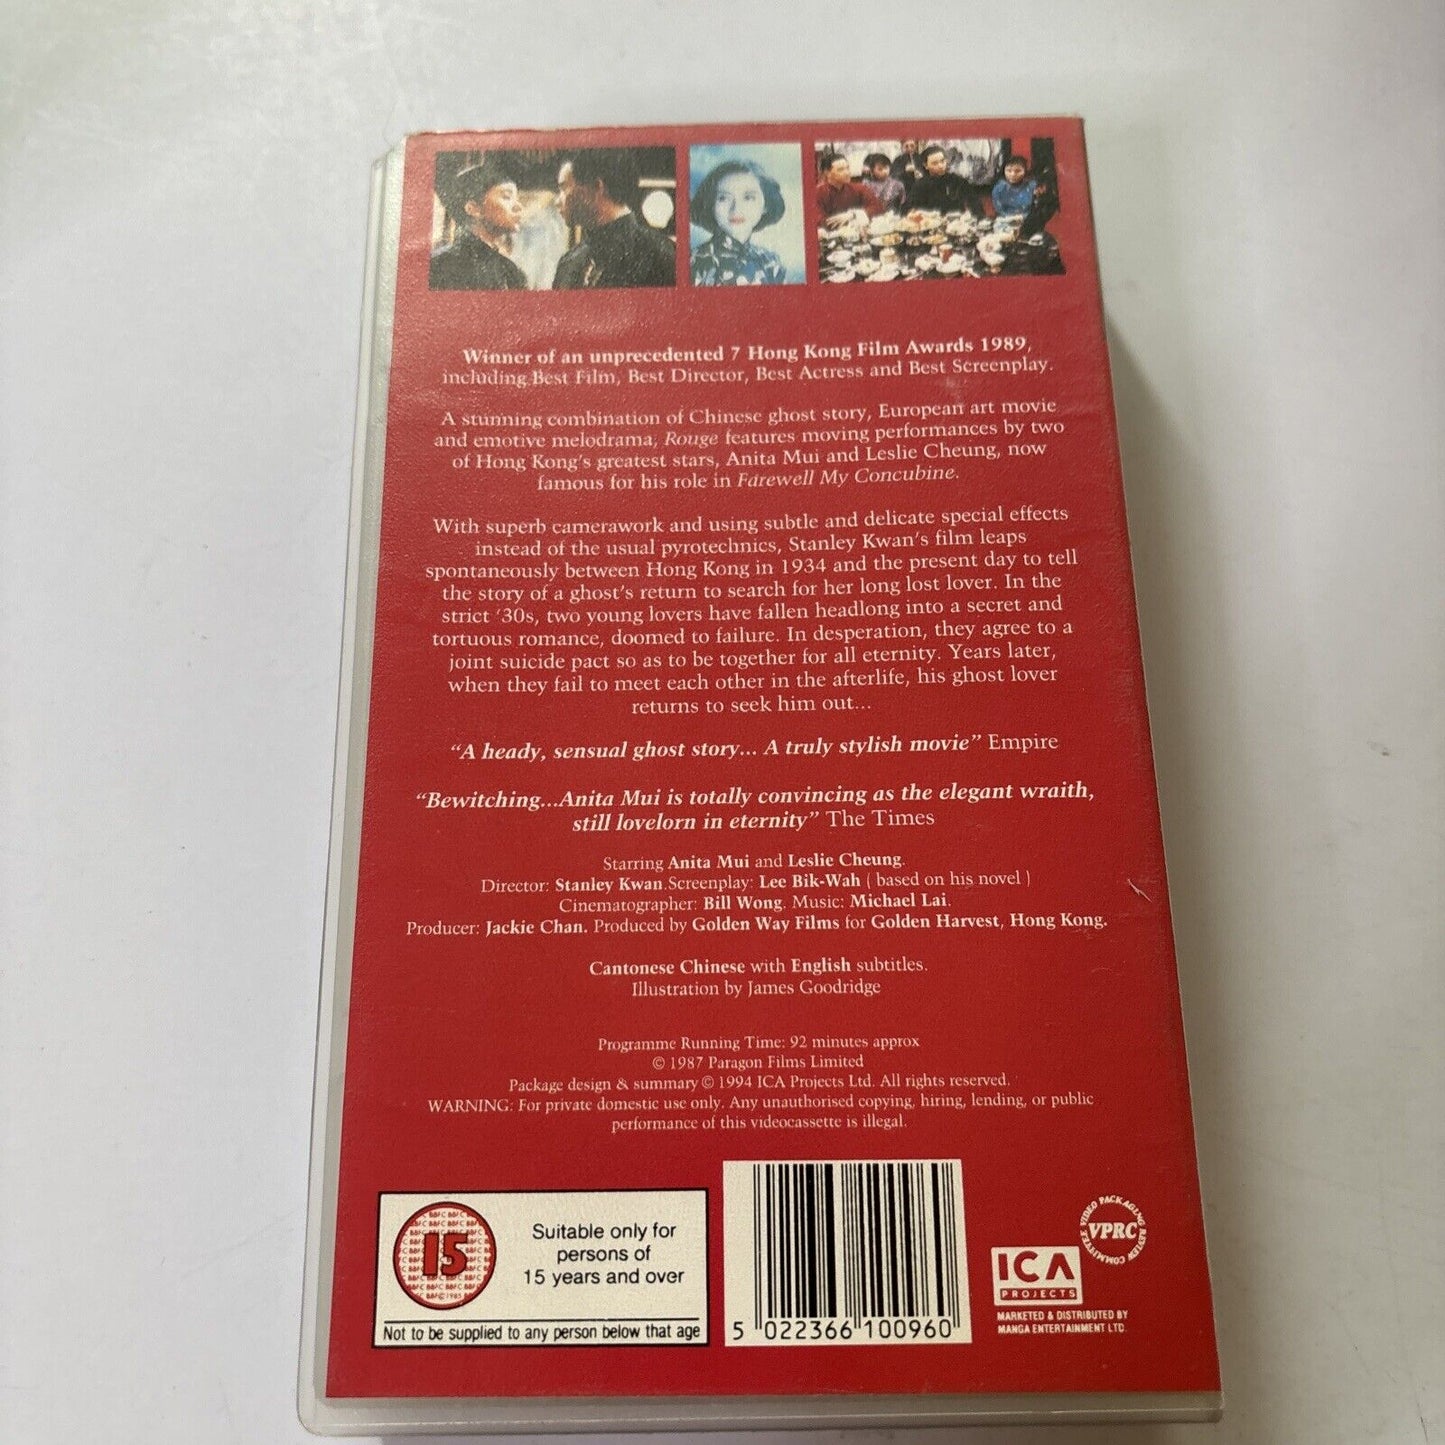 Winner of an unprecedented 7 Hong Kong Film Awards 1989,
including Best Film, Best Director, Best Actress and Best Screenplay.
A stunning combination of Chinese ghost story, European art movie
and emotive melodrama, Rouge features moving performances by two
of Hong Kong's greatest stars, Anita Mui and Leslie Cheung, now
famous for his role in Farewell My Concubine.
With superb camerawork and using subtle and delicate special effects
instead of the usual pyrotechnics, Stanley Kwan's film leaps
spontaneously between Hong Kong in 1934 and the present day to tell
the story of a ghost's return to search for her long lost lover. In the
strict '30s, two young lovers have fallen headlong into a secret and
tortuous romance, doomed to failure. In desperation, they agree to a
joint suicide pact so as to be together for all eternity. Years later,
when they fail to meet each other in the afterlife, his ghost lover
returns to seek him out...
"A heady, sensual ghost story... A truly stylish movie" Empire
"Bewitching...Anita Mui is totally convincing as the elegant wraith,
still lovelorn in eternity" The Times
Starring Anita Mui and Leslie Cheung.
Director: Stanley Kwan. Screenplay: Lee Bik-Wah ( based on his novel )
Cinematographer: Bill Wong. Music: Michael Lai.
Producer: Jackie Chan. Produced by Golden Way Films for Golden Harvest, Hong Kong.
Cantonese Chinese with English subtitles.
Illustration by James Goodridge
Programme Running Time: 92 minutes approx
© 1987 Paragon Films Limited
Package design & summary © 1994 ICA Projects Ltd. All rights reserved.
WARNING: For private domestic use only. Any unauthorised copying, hiring, lending, or public
performance of this videocassette is illegal.
15
Suitable only for
persons of
15 years and over
Not to be supplied to any person below that age
5 022366 100960
VIDEO PACKAGING REVIEW COMMITTEE
VPRC
ICA
PROJECTS
MARKETED & DISTRIBUTED BY
MANGA ENTERTAINMENT LTD.